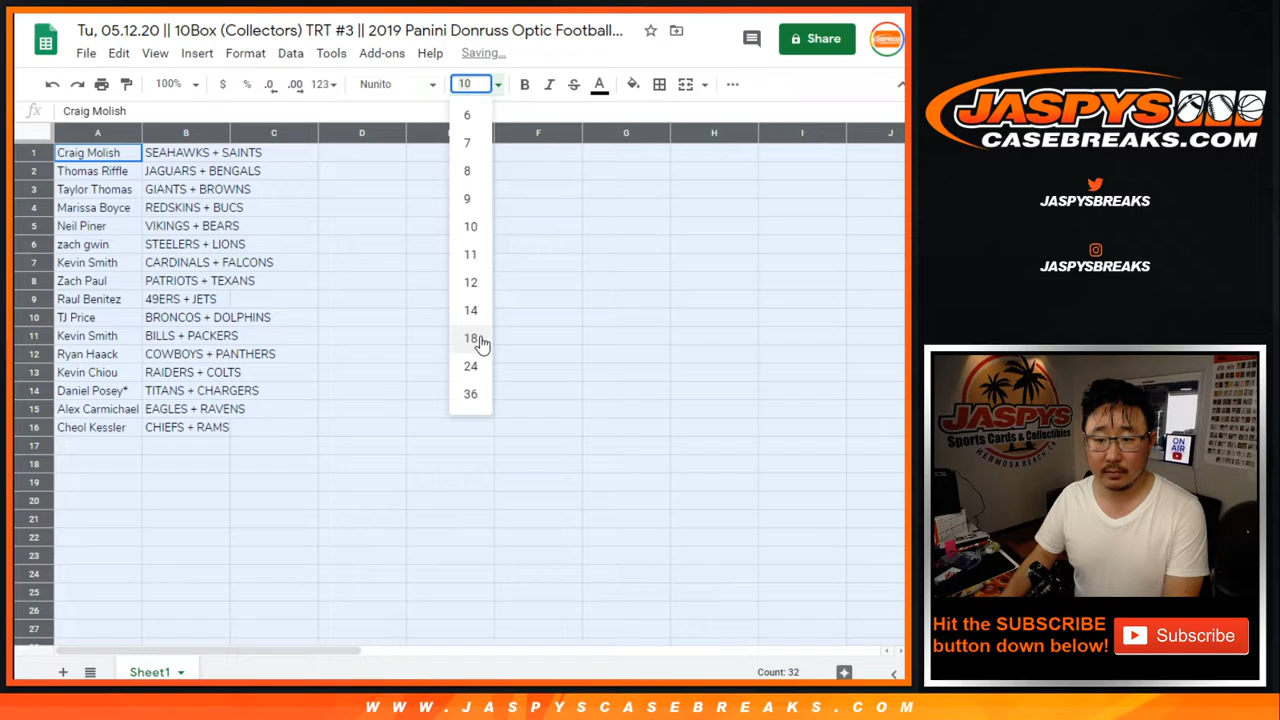 Tu, 05.12.20 || 10Box (Collectors) TRT #3 || 2019 Panini Donruss Optic Football...
File Edit View Insert Format Data Tools Add-ons Help Saving...
Share
100% $ % .0 .00 123 Nunito 10 B I S A ...
fx Craig Molish
A B C D F G H I J
1 Craig Molish SEAHAWKS + SAINTS
2 Thomas Riffle JAGUARS + BENGALS
3 Taylor Thomas GIANTS + BROWNS
4 Marissa Boyce REDSKINS + BUCS
5 Neil Piner VIKINGS + BEARS
6 zach gwin STEELERS + LIONS
7 Kevin Smith CARDINALS + FALCONS
8 Zach Paul PATRIOTS + TEXANS
9 Raul Benitez 49ERS + JETS
10 TJ Price BRONCOS + DOLPHINS
11 Kevin Smith BILLS + PACKERS
12 Ryan Haack COWBOYS + PANTHERS
13 Kevin Chiou RAIDERS + COLTS
14 Daniel Posey* TITANS + CHARGERS
15 Alex Carmichael EAGLES + RAVENS
16 Cheol Kessler CHIEFS + RAMS
17
18
19
20
21
22
23
24
25
26
27
6
7
8
9
10
11
12
14
18
24
36
Sheet1
Count: 32
JASPYS
CASEBREAKS.COM
JASPYSBREAKS
JASPYSBREAKS
JASPYS
Sports Cards & Collectibles
HERMOSA BEACH, CA
ON AIR
Hit the SUBSCRIBE
button down below!
Subscribe
WWW.JASPYSCASEBREAKS.COM